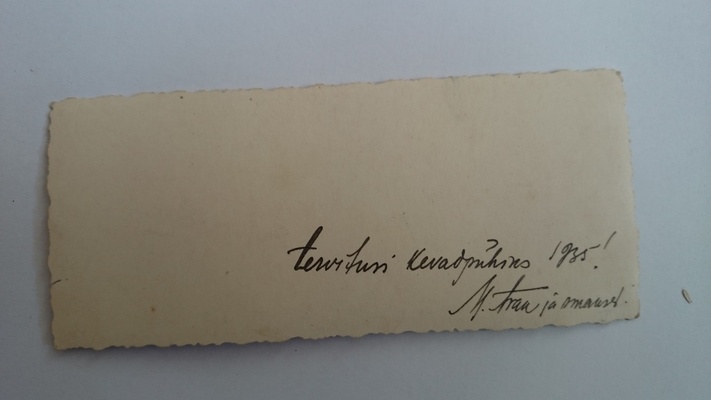 Tervitusi Kevadpühiks 1935!
M. ja omaksed.